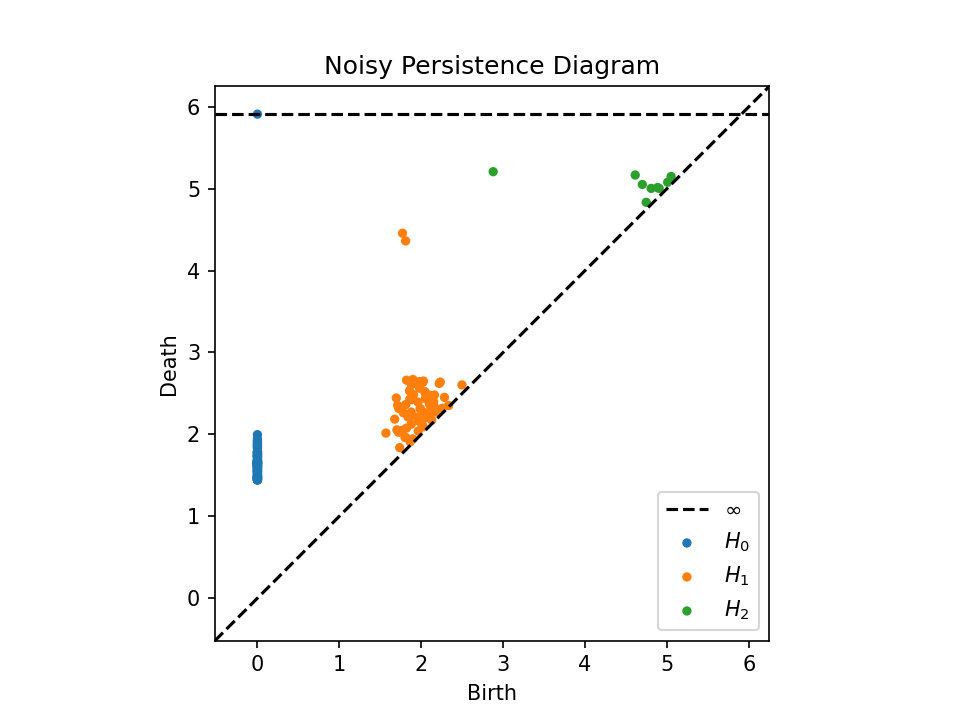 Noisy Persistence Diagram
Death
6
5
4
3
2
1
0
0 1 2 3 4 5 6
Birth
∞
H₀
H₁
H₂